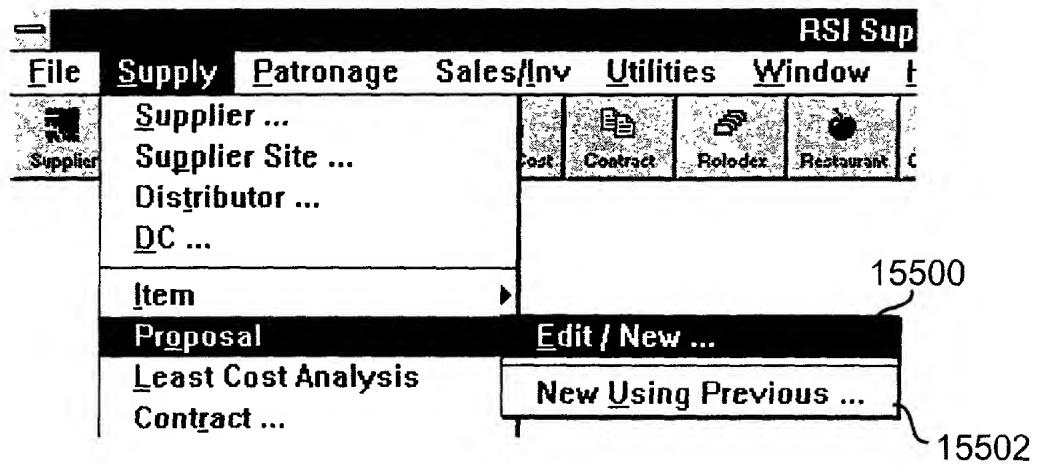 RSI Sup
File Supply Patronage Sales/Inv Utilities Window H
Supplier Cost Contract Rolodex Restaurant C
Supplier ...
Supplier Site ...
Distributor ...
DC ...
Item
Proposal
Least Cost Analysis
Contract ...
Edit / New ...
New Using Previous ...
15500
15502